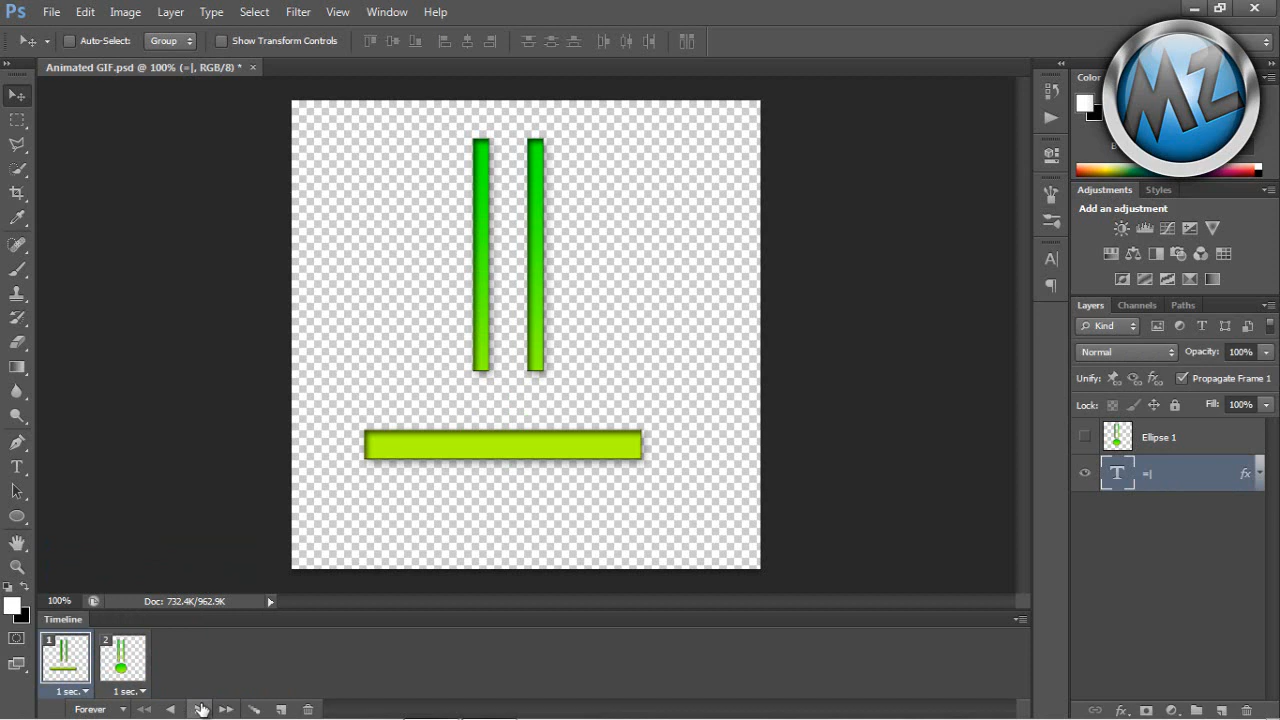 Ps File Edit Image Layer Type Select Filter View Window Help
Auto-Select: Group Show Transform Controls
Animated GIF.psd @ 100% (=|, RGB/8) * ×
MZ
Color
Adjustments Styles
Add an adjustment
A|
Layers Channels Paths
Kind T
Normal Opacity: 100%
Unify: Propagate Frame 1
Lock: Fill: 100%
Ellipse 1
T =| fx
T
100% Doc: 732.4K/962.9K
Timeline
1 2
1 sec. 1 sec.
Forever
fx